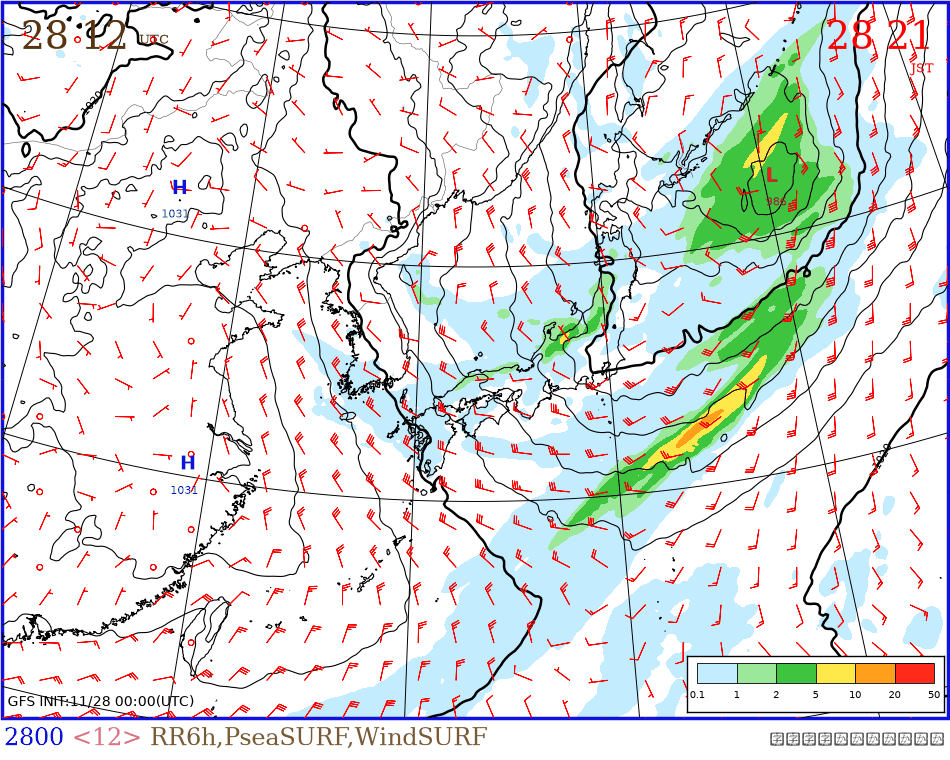 28 12 UTC
28 21
JST
1020
H
1031
L
986
H
1031
GFS INIT:11/28 00:00(UTC)
0.1 1 2 5 10 20 50
2800 <12> RR6h,PseaSURF,WindSURF